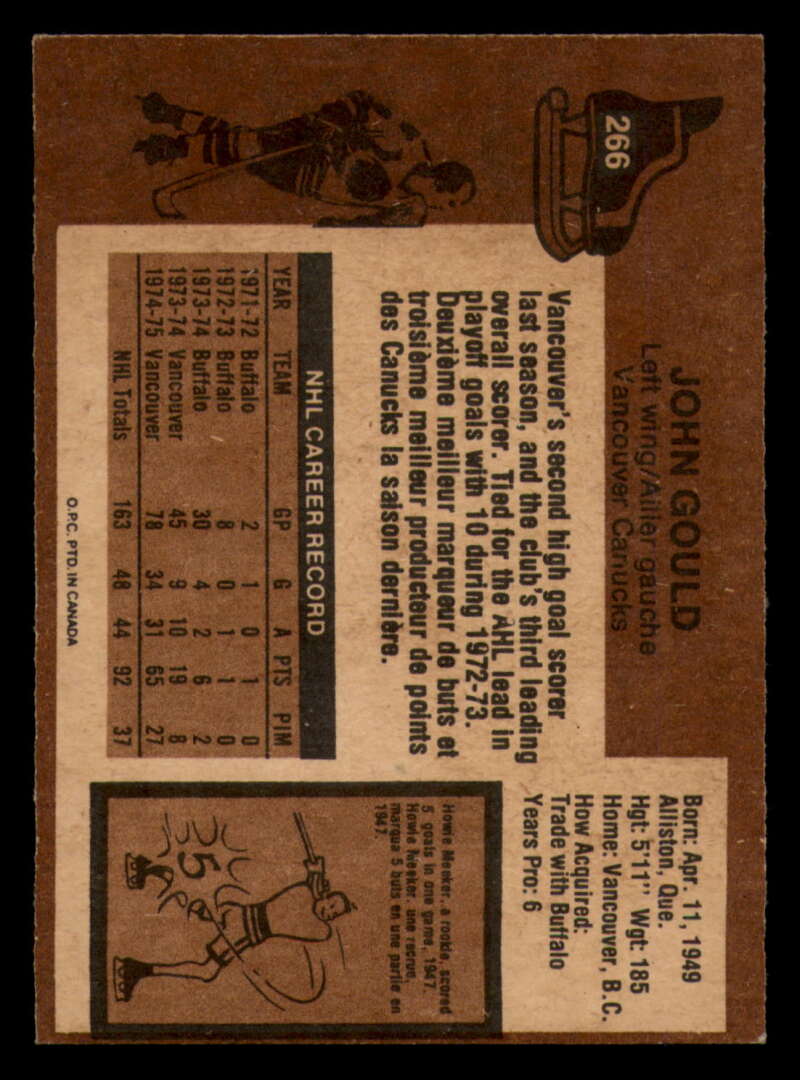 266
JOHN GOULD
Left wing/Ailier gauche
Vancouver Canucks
Born: Apr. 11, 1949
Alliston, Que.
Hgt: 5'11" Wgt: 185
Home: Vancouver, B.C.
How Acquired:
Trade with Buffalo
Years Pro: 6
Vancouver's second high goal scorer
last season, and the club's third leading
overall scorer. Tied for the AHL lead in
playoff goals with 10 during 1972-73.
Deuxième meilleur marqueur de buts et
troisième meilleur producteur de points
des Canucks la saison dernière.
NHL CAREER RECORD
YEAR TEAM GP G A PTS PIM
1971-72 Buffalo 2 1 0 1 0
1972-73 Buffalo 8 0 1 1 0
1973-74 Buffalo 30 4 2 6 2
1973-74 Vancouver 45 9 10 19 8
1974-75 Vancouver 78 34 31 65 27
NHL Totals 163 48 44 92 37
Howie Meeker, a rookie, scored
5 goals in one game, 1947.
Howie Meeker, une recrue,
marqua 5 buts en une partie en
1947.
5
O.P.C. PTD. IN CANADA